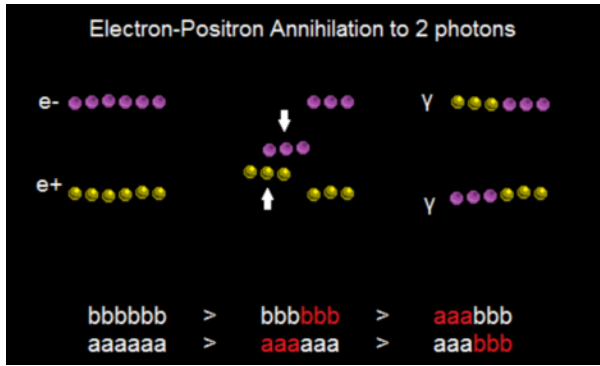 Electron-Positron Annihilation to 2 photons
e- γ
e+ γ
bbbbbb > bbbbbb > aaabbb
aaaaaa > aaaaaa > aaabbb